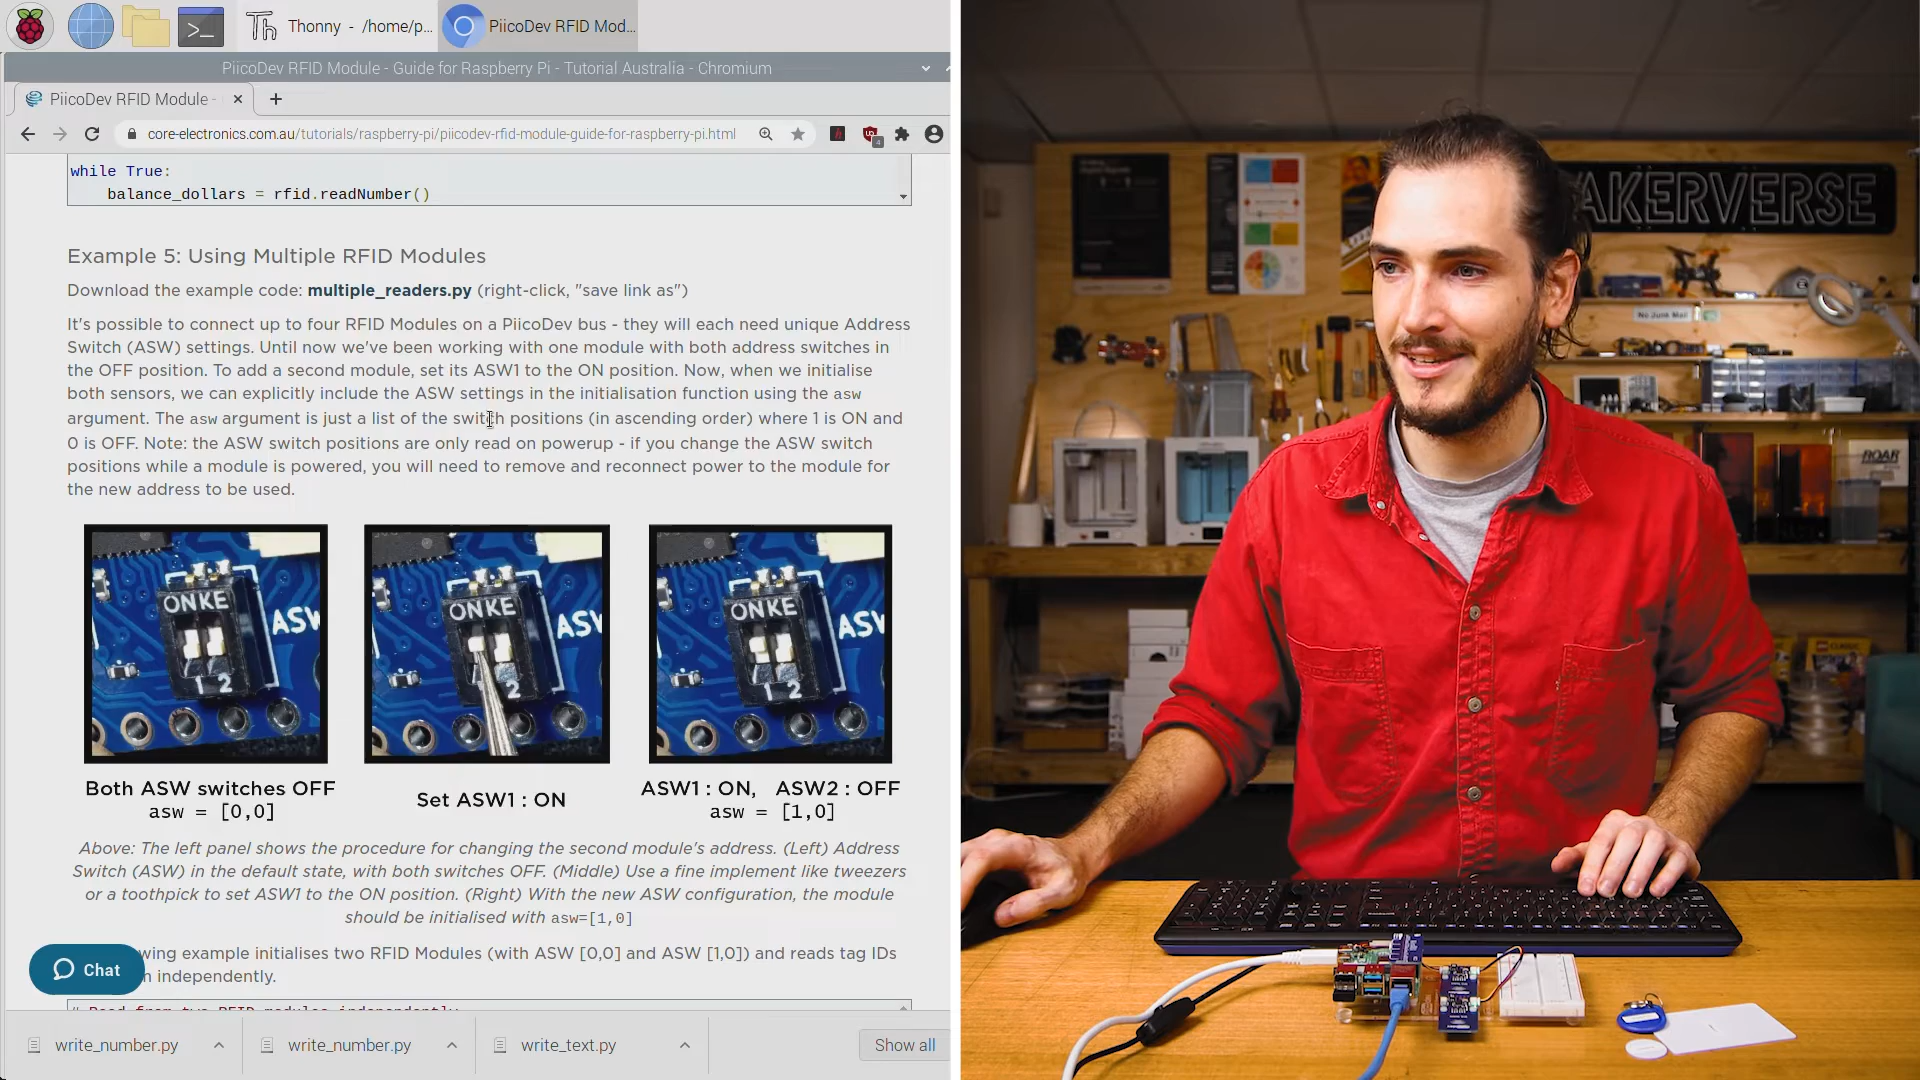 Thonny - /home/p...
PiicoDev RFID Mod...
PiicoDev RFID Module - Guide for Raspberry Pi - Tutorial Australia - Chromium
PiicoDev RFID Module -
core-electronics.com.au/tutorials/raspberry-pi/piicodev-rfid-module-guide-for-raspberry-pi.html
4
while True:
balance_dollars = rfid.readNumber()
Example 5: Using Multiple RFID Modules
Download the example code: multiple_readers.py (right-click, "save link as")
It's possible to connect up to four RFID Modules on a PiicoDev bus - they will each need unique Address
Switch (ASW) settings. Until now we've been working with one module with both address switches in
the OFF position. To add a second module, set its ASW1 to the ON position. Now, when we initialise
both sensors, we can explicitly include the ASW settings in the initialisation function using the asw
argument. The asw argument is just a list of the switch positions (in ascending order) where 1 is ON and
0 is OFF. Note: the ASW switch positions are only read on powerup - if you change the ASW switch
positions while a module is powered, you will need to remove and reconnect power to the module for
the new address to be used.
ONKE
ASW
1 2
ONKE
ASW
2
ONKE
ASW
1 2
Both ASW switches OFF
asw = [0,0]
Set ASW1 : ON
ASW1 : ON, ASW2 : OFF
asw = [1,0]
Above: The left panel shows the procedure for changing the second module's address. (Left) Address
Switch (ASW) in the default state, with both switches OFF. (Middle) Use a fine implement like tweezers
or a toothpick to set ASW1 to the ON position. (Right) With the new ASW configuration, the module
should be initialised with asw=[1,0]
wing example initialises two RFID Modules (with ASW [0,0] and ASW [1,0]) and reads tag IDs
independently.
# Read from two RFID modules independently
Chat
write_number.py
write_number.py
write_text.py
Show all
AKERVERSE
No Junk Mail
ROAR